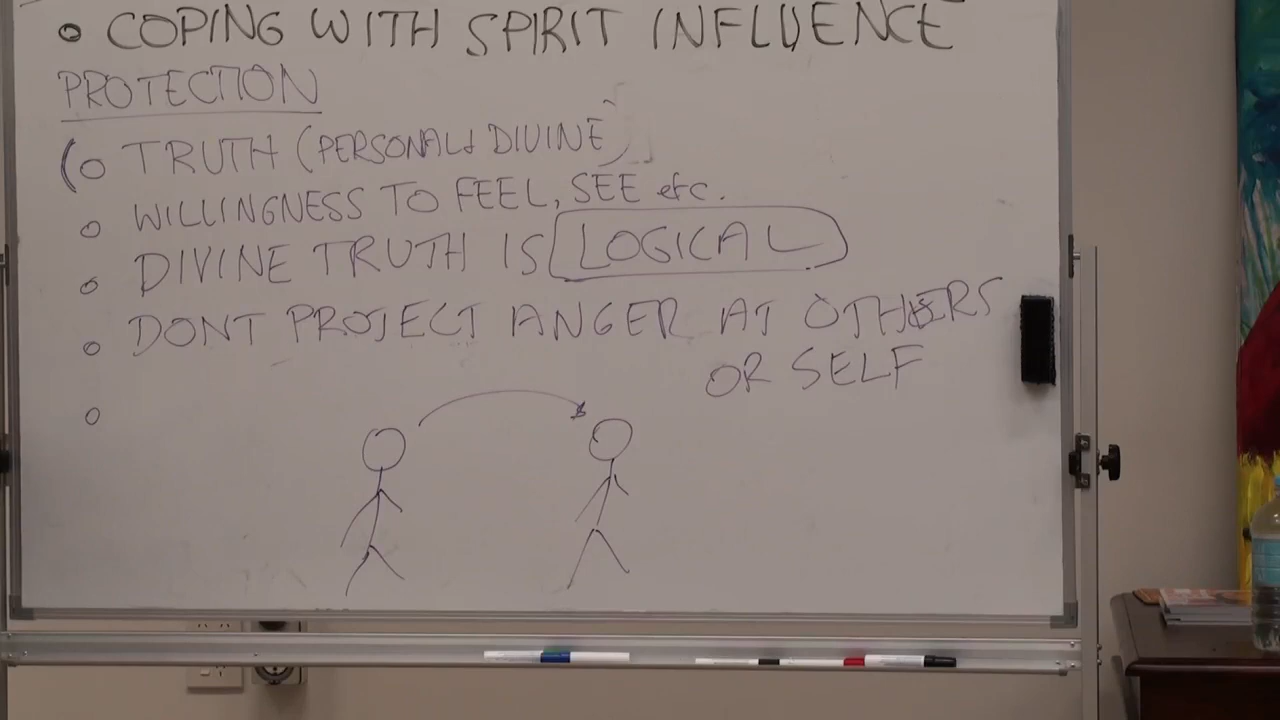 • COPING WITH SPIRIT INFLUENCE
PROTECTION
(o TRUTH (PERSONAL & DIVINE)
o WILLINGNESS TO FEEL, SEE etc.
o DIVINE TRUTH IS LOGICAL
o DONT PROJECT ANGER AT OTHERS
OR SELF
o